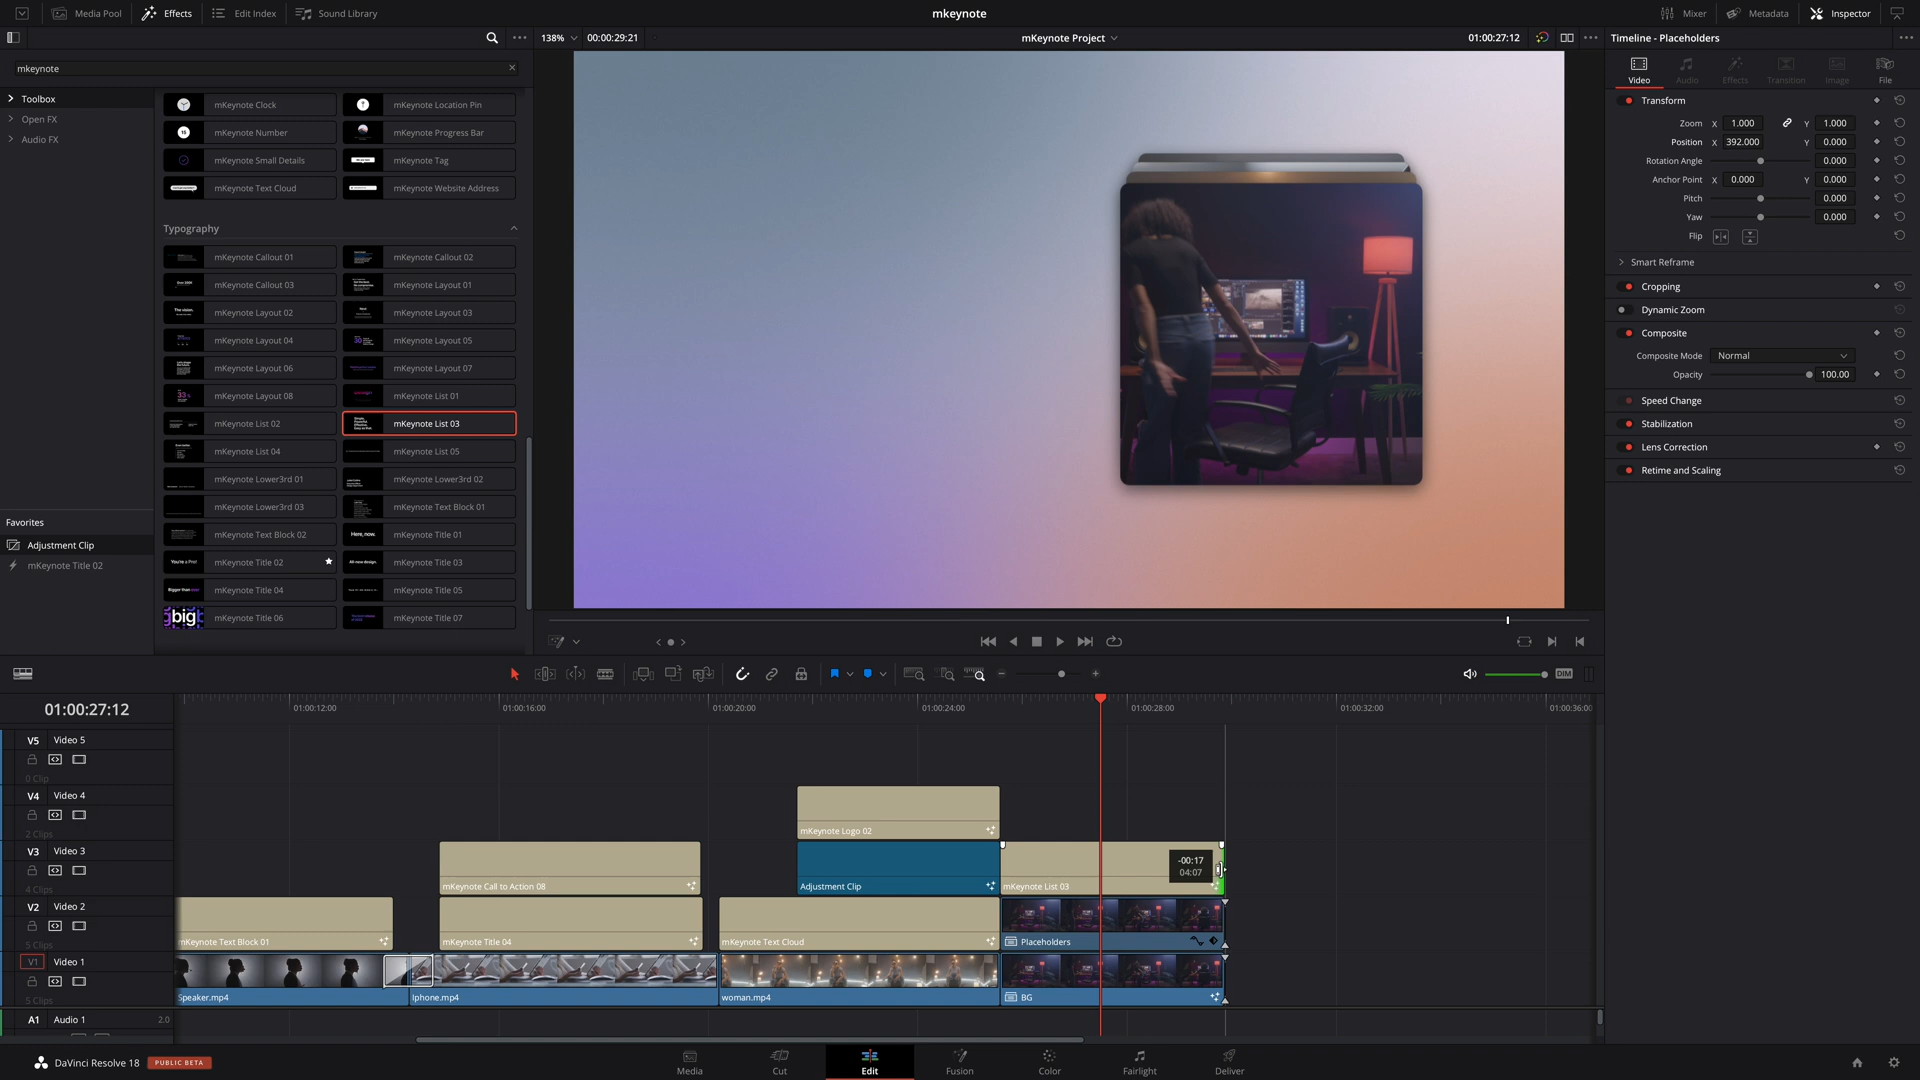 Media Pool
Effects
Edit Index
Sound Library
mkeynote
Mixer
Metadata
Inspector
138%
00:00:29:21
mKeynote Project
01:00:27:12
Timeline - Placeholders
mkeynote
Toolbox
Open FX
Audio FX
Favorites
Adjustment Clip
mKeynote Title 02
mKeynote Clock
mKeynote Location Pin
mKeynote Number
mKeynote Progress Bar
mKeynote Small Details
mKeynote Tag
mKeynote Text Cloud
mKeynote Website Address
Typography
mKeynote Callout 01
mKeynote Callout 02
mKeynote Callout 03
mKeynote Layout 01
mKeynote Layout 02
mKeynote Layout 03
mKeynote Layout 04
mKeynote Layout 05
mKeynote Layout 06
mKeynote Layout 07
mKeynote Layout 08
mKeynote List 01
mKeynote List 02
mKeynote List 03
mKeynote List 04
mKeynote List 05
mKeynote Lower3rd 01
mKeynote Lower3rd 02
mKeynote Lower3rd 03
mKeynote Text Block 01
mKeynote Text Block 02
Here, now.
mKeynote Title 01
You're a Pro!
mKeynote Title 02
All-new design.
mKeynote Title 03
mKeynote Title 04
mKeynote Title 05
big
mKeynote Title 06
mKeynote Title 07
Video
Audio
Effects
Transition
Image
File
Transform
Zoom X 1.000 Y 1.000
Position X 392.000 Y 0.000
Rotation Angle 0.000
Anchor Point X 0.000 Y 0.000
Pitch 0.000
Yaw 0.000
Flip
Smart Reframe
Cropping
Dynamic Zoom
Composite
Composite Mode Normal
Opacity 100.00
Speed Change
Stabilization
Lens Correction
Retime and Scaling
DIM
01:00:27:12
01:00:12:00
01:00:16:00
01:00:20:00
01:00:24:00
01:00:28:00
01:00:32:00
01:00:36:00
V5 Video 5
0 Clip
V4 Video 4
2 Clips
mKeynote Logo 02
V3 Video 3
4 Clips
mKeynote Call to Action 08
Adjustment Clip
mKeynote List 03
-00:17
04:07
V2 Video 2
5 Clips
mKeynote Text Block 01
mKeynote Title 04
mKeynote Text Cloud
Placeholders
V1 Video 1
5 Clips
Speaker.mp4
Iphone.mp4
woman.mp4
BG
A1 Audio 1 2.0
DaVinci Resolve 18
PUBLIC BETA
Media
Cut
Edit
Fusion
Color
Fairlight
Deliver